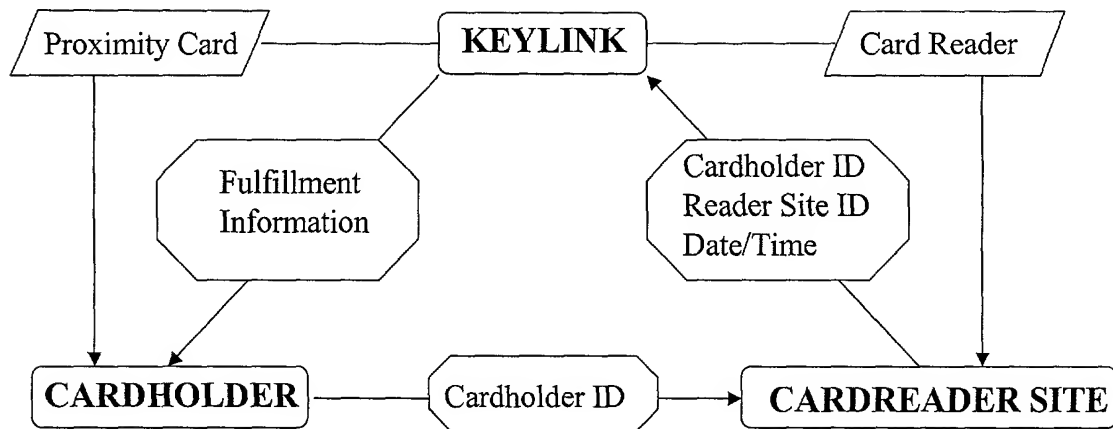 Proximity Card
KEYLINK
Card Reader
Fulfillment
Information
Cardholder ID
Reader Site ID
Date/Time
CARDHOLDER
Cardholder ID
CARDREADER SITE